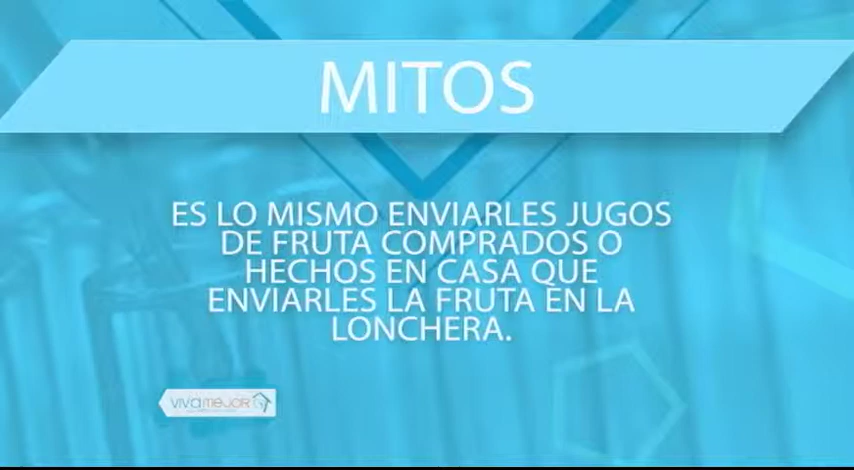 MITOS
ES LO MISMO ENVIARLES JUGOS
DE FRUTA COMPRADOS O
HECHOS EN CASA QUE
ENVIARLES LA FRUTA EN LA
LONCHERA.
vivamejor